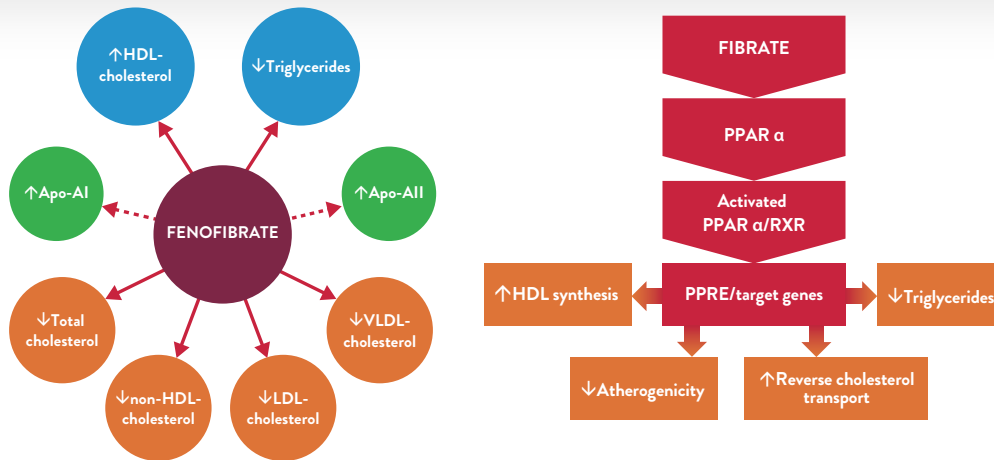 ↑HDL-
cholesterol
↓Triglycerides
↑Apo-AI
FENOFIBRATE
↑Apo-AII
↓Total
cholesterol
↓VLDL-
cholesterol
↓non-HDL-
cholesterol
↓LDL-
cholesterol
FIBRATE
PPAR α
Activated
PPAR α/RXR
↑HDL synthesis
PPRE/target genes
↓Triglycerides
↓Atherogenicity
↑Reverse cholesterol
transport